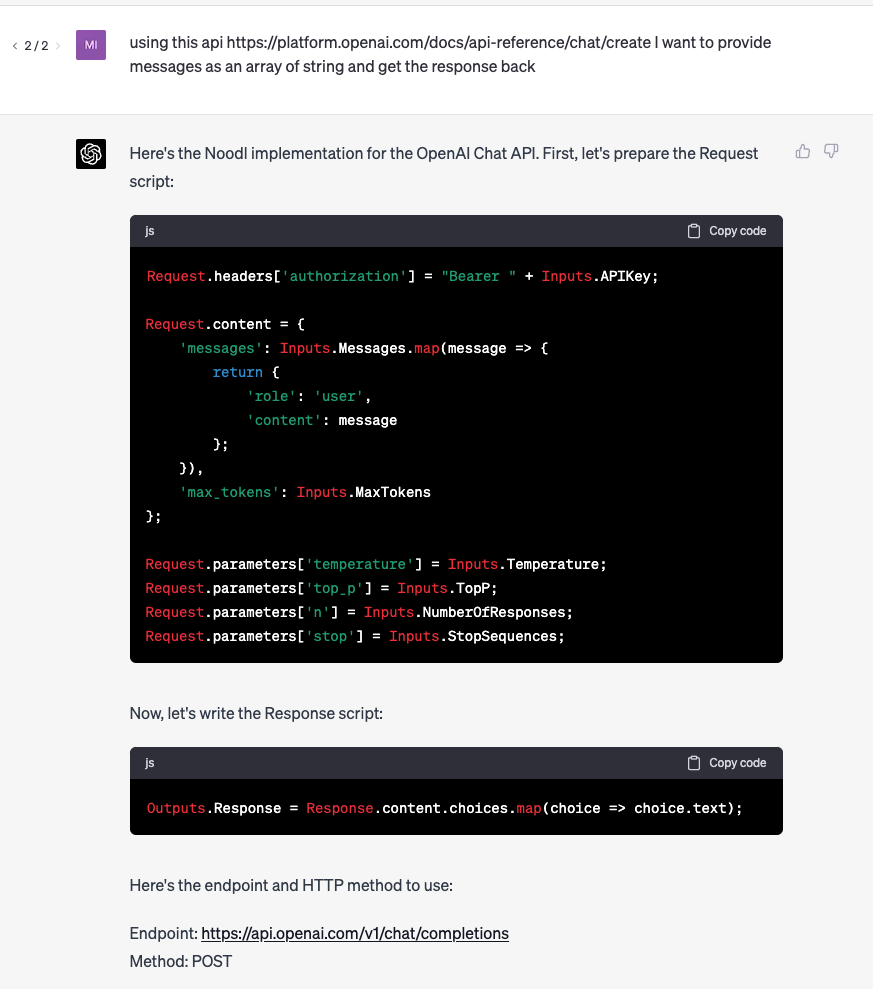 < 2 / 2 >
MI
using this api https://platform.openai.com/docs/api-reference/chat/create I want to provide
messages as an array of string and get the response back
Here's the Noodl implementation for the OpenAI Chat API. First, let's prepare the Request
script:
js
Copy code
Request.headers['authorization'] = "Bearer " + Inputs.APIKey;
Request.content = {
    'messages': Inputs.Messages.map(message => {
        return {
            'role': 'user',
            'content': message
        };
    }),
    'max_tokens': Inputs.MaxTokens
};
Request.parameters['temperature'] = Inputs.Temperature;
Request.parameters['top_p'] = Inputs.TopP;
Request.parameters['n'] = Inputs.NumberOfResponses;
Request.parameters['stop'] = Inputs.StopSequences;
Now, let's write the Response script:
js
Copy code
Outputs.Response = Response.content.choices.map(choice => choice.text);
Here's the endpoint and HTTP method to use:
Endpoint: https://api.openai.com/v1/chat/completions
Method: POST